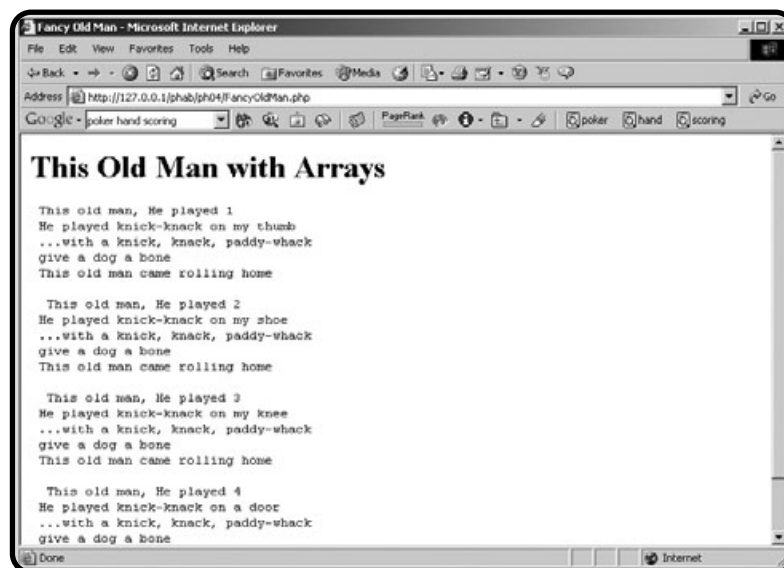 Fancy Old Man - Microsoft Internet Explorer
File Edit View Favorites Tools Help
Back Search Favorites Media
Address http://127.0.0.1/phab/ph04/FancyOldMan.php Go
Google poker hand scoring PageRank poker hand scoring
This Old Man with Arrays
This old man, He played 1
He played knick-knack on my thumb
...with a knick, knack, paddy-whack
give a dog a bone
This old man came rolling home
This old man, He played 2
He played knick-knack on my shoe
...with a knick, knack, paddy-whack
give a dog a bone
This old man came rolling home
This old man, He played 3
He played knick-knack on my knee
...with a knick, knack, paddy-whack
give a dog a bone
This old man came rolling home
This old man, He played 4
He played knick-knack on a door
...with a knick, knack, paddy-whack
give a dog a bone
Done Internet